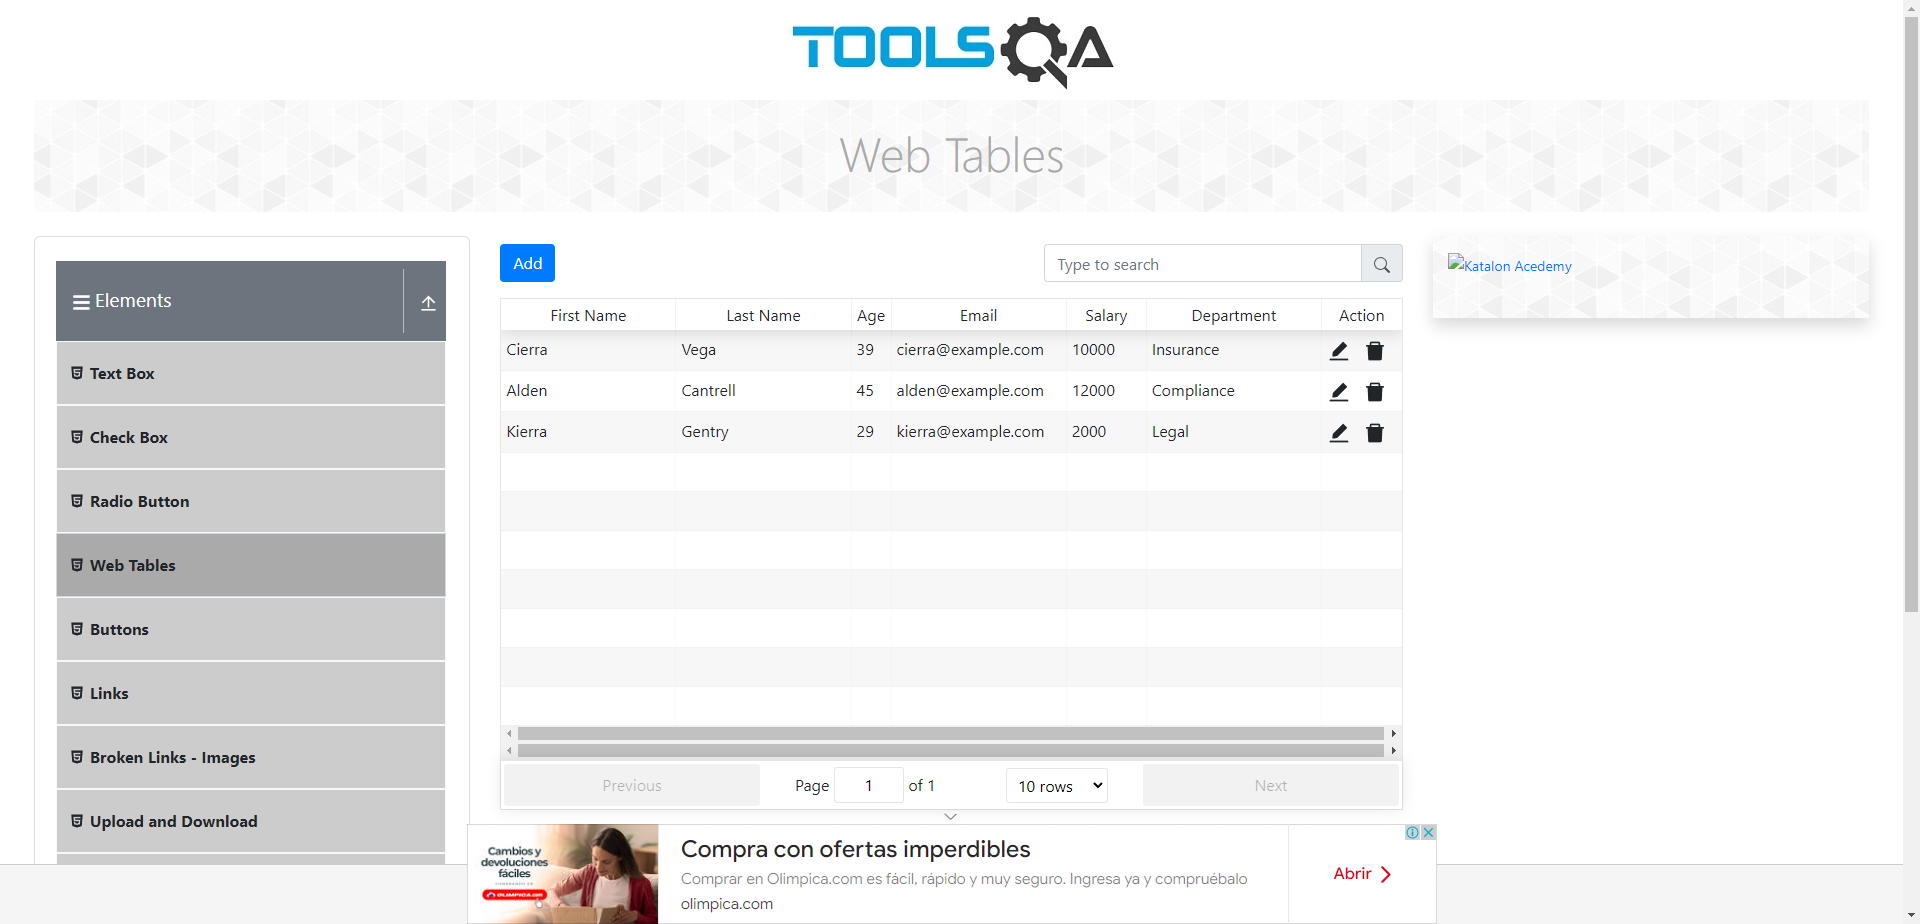 TOOLSQA
Web Tables
Elements
Text Box
Check Box
Radio Button
Web Tables
Buttons
Links
Broken Links - Images
Upload and Download
Add
Type to search
First Name Last Name Age Email Salary Department Action
Cierra Vega 39 cierra@example.com 10000 Insurance
Alden Cantrell 45 alden@example.com 12000 Compliance
Kierra Gentry 29 kierra@example.com 2000 Legal
Previous Page 1 of 1 10 rows Next
Katalon Acedemy
Cambios y
devoluciones
fáciles
OLIMPICA.COM
Compra con ofertas imperdibles
Comprar en Olimpica.com es fácil, rápido y muy seguro. Ingresa ya y compruébalo
olimpica.com
Abrir